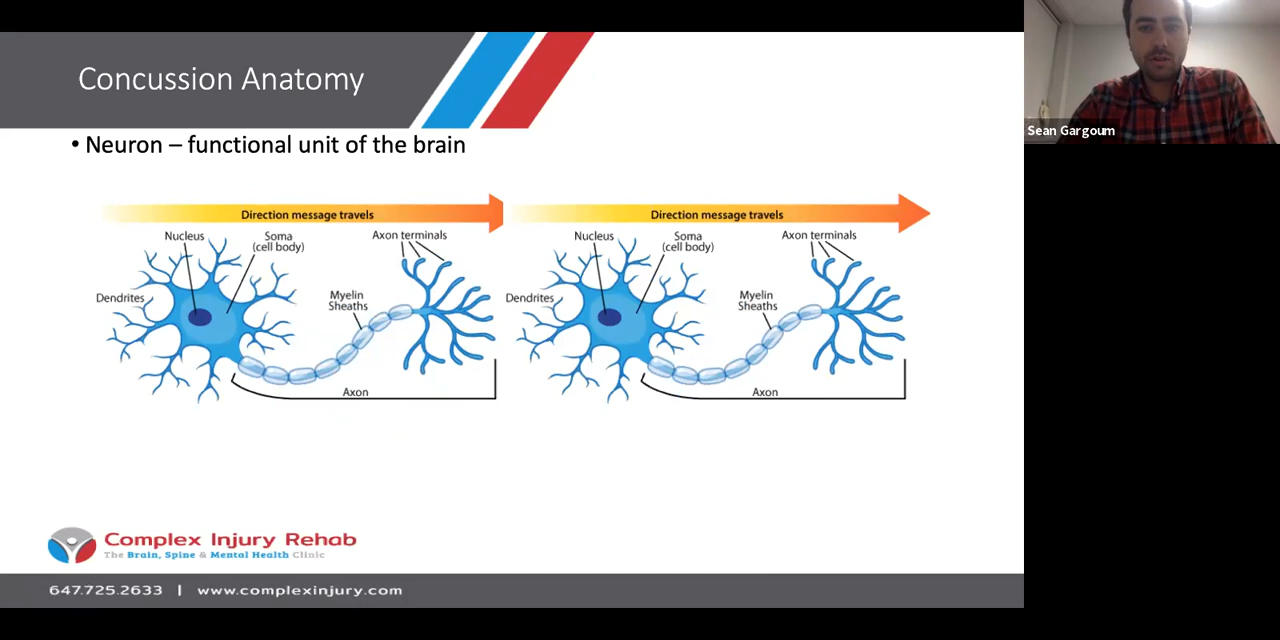 Concussion Anatomy
Sean Gargoum
• Neuron – functional unit of the brain
Direction message travels
Nucleus
Soma
(cell body)
Axon terminals
Dendrites
Myelin
Sheaths
Axon
Direction message travels
Nucleus
Soma
(cell body)
Axon terminals
Dendrites
Myelin
Sheaths
Axon
Complex Injury Rehab
The Brain, Spine & Mental Health Clinic
647.725.2633 | www.complexinjury.com